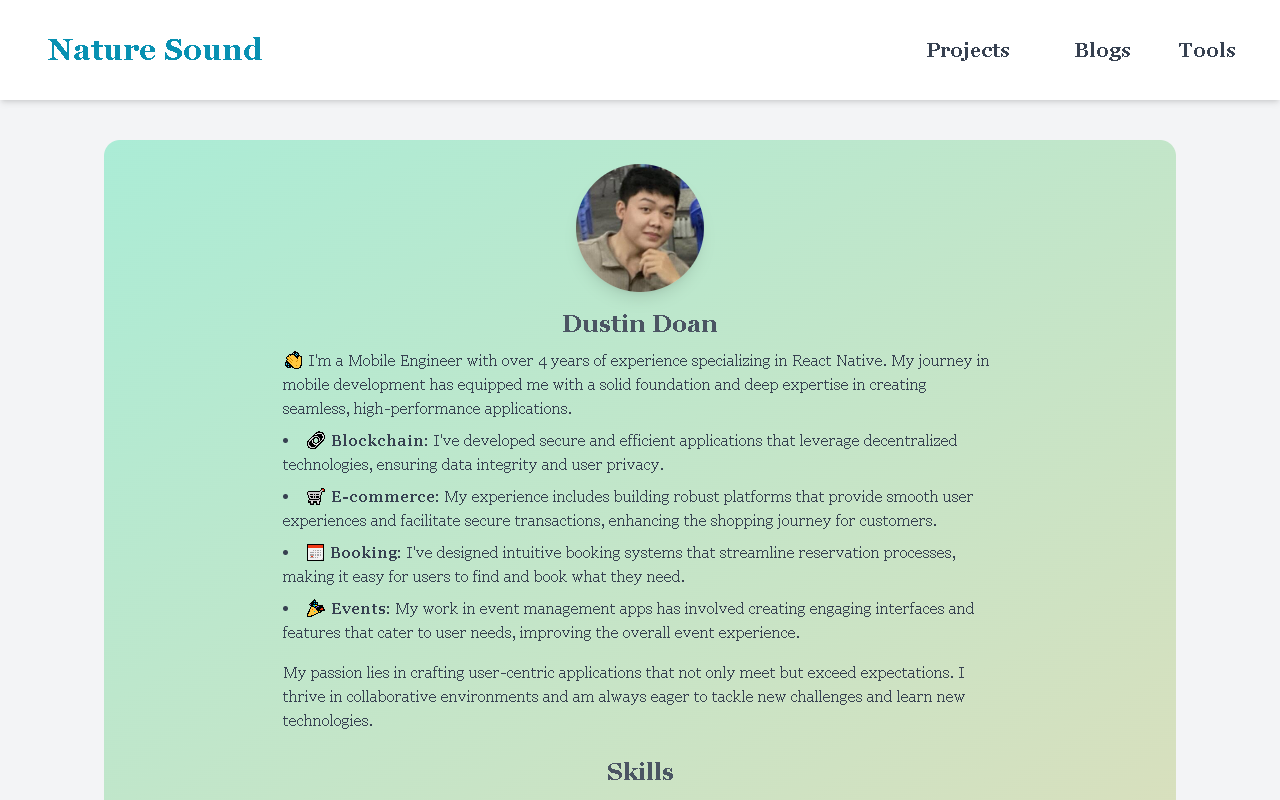 Nature Sound
Projects
Blogs
Tools
Dustin Doan
👏 I'm a Mobile Engineer with over 4 years of experience specializing in React Native. My journey in
mobile development has equipped me with a solid foundation and deep expertise in creating
seamless, high-performance applications.
• 🔗 Blockchain: I've developed secure and efficient applications that leverage decentralized
technologies, ensuring data integrity and user privacy.
• 🛒 E-commerce: My experience includes building robust platforms that provide smooth user
experiences and facilitate secure transactions, enhancing the shopping journey for customers.
• 📅 Booking: I've designed intuitive booking systems that streamline reservation processes,
making it easy for users to find and book what they need.
• 🎉 Events: My work in event management apps has involved creating engaging interfaces and
features that cater to user needs, improving the overall event experience.
My passion lies in crafting user-centric applications that not only meet but exceed expectations. I
thrive in collaborative environments and am always eager to tackle new challenges and learn new
technologies.
Skills